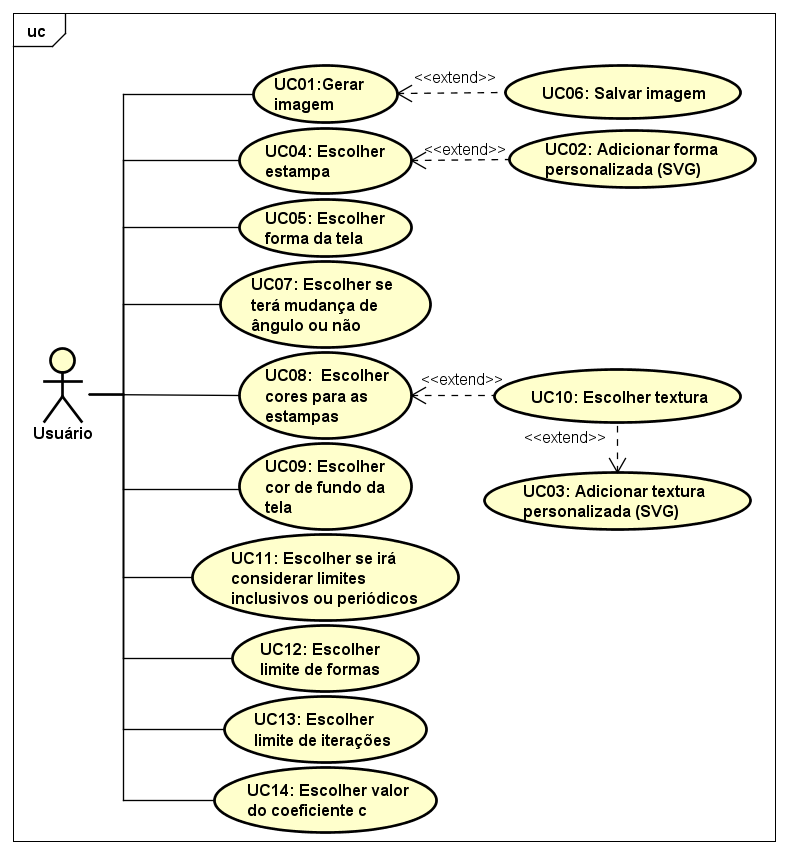 uc
UC01:Gerar
imagem
<<extend>>
UC06: Salvar imagem
UC04: Escolher
estampa
<<extend>>
UC02: Adicionar forma
personalizada (SVG)
UC05: Escolher
forma da tela
UC07: Escolher se
terá mudança de
ângulo ou não
UC08:  Escolher
cores para as
estampas
<<extend>>
UC10: Escolher textura
Usuário
<<extend>>
UC09: Escolher
cor de fundo da
tela
UC03: Adicionar textura
personalizada (SVG)
UC11: Escolher se irá
considerar limites
inclusivos ou periódicos
UC12: Escolher
limite de formas
UC13: Escolher
limite de iterações
UC14: Escolher valor
do coeficiente c